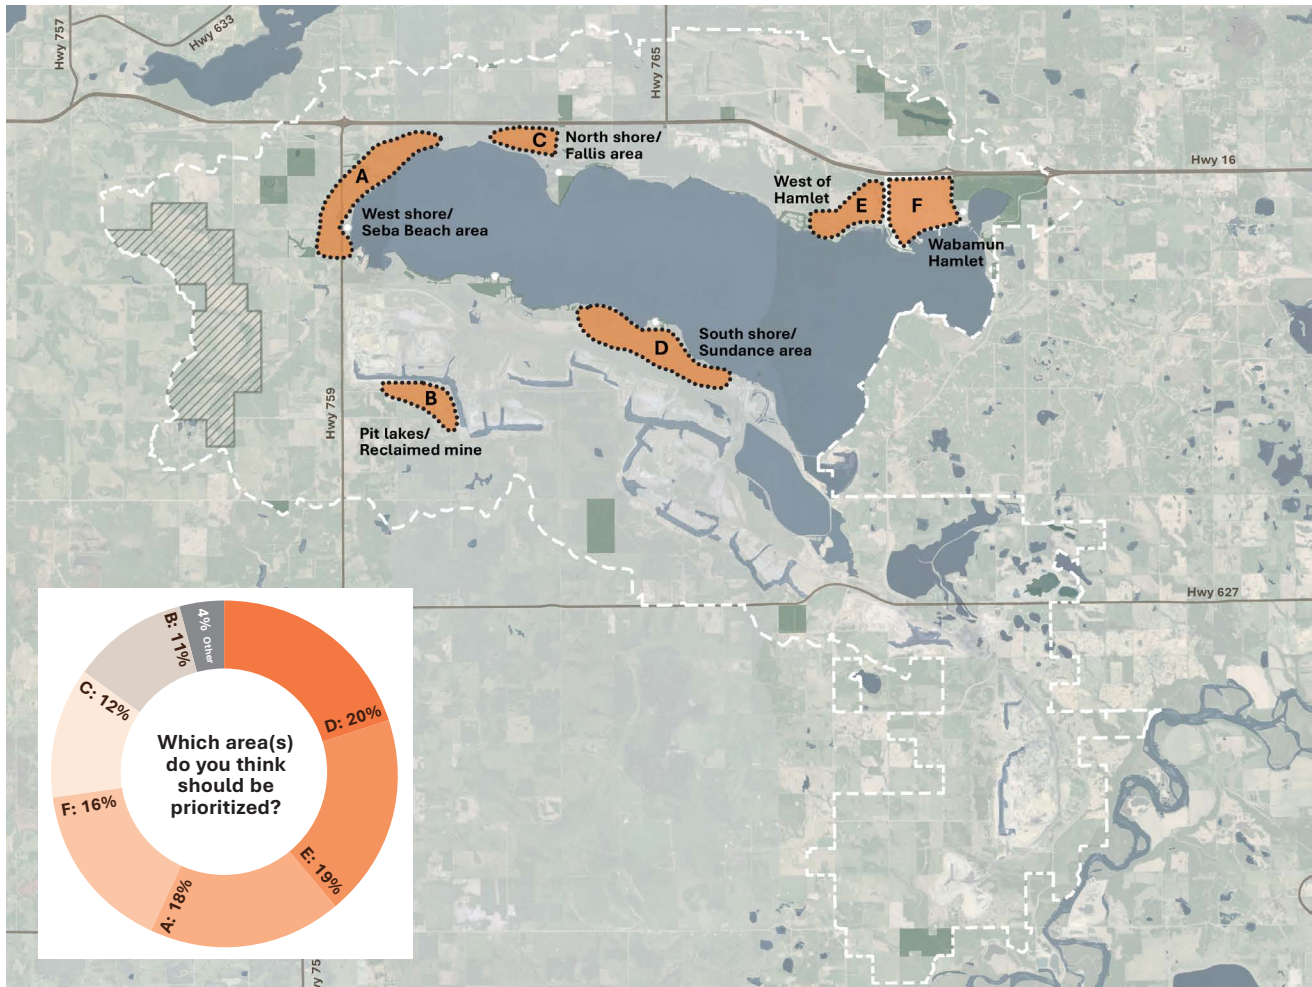 Hwy 757
Hwy 633
Hwy 765
Hwy 16
A
West shore/
Seba Beach area
C
North shore/
Fallis area
West of
Hamlet
E
F
Wabamun
Hamlet
D
South shore/
Sundance area
B
Pit lakes/
Reclaimed mine
Hwy 759
Hwy 627
Which area(s)
do you think
should be
prioritized?
D: 20%
E: 19%
A: 18%
F: 16%
C: 12%
B: 11%
4% Other